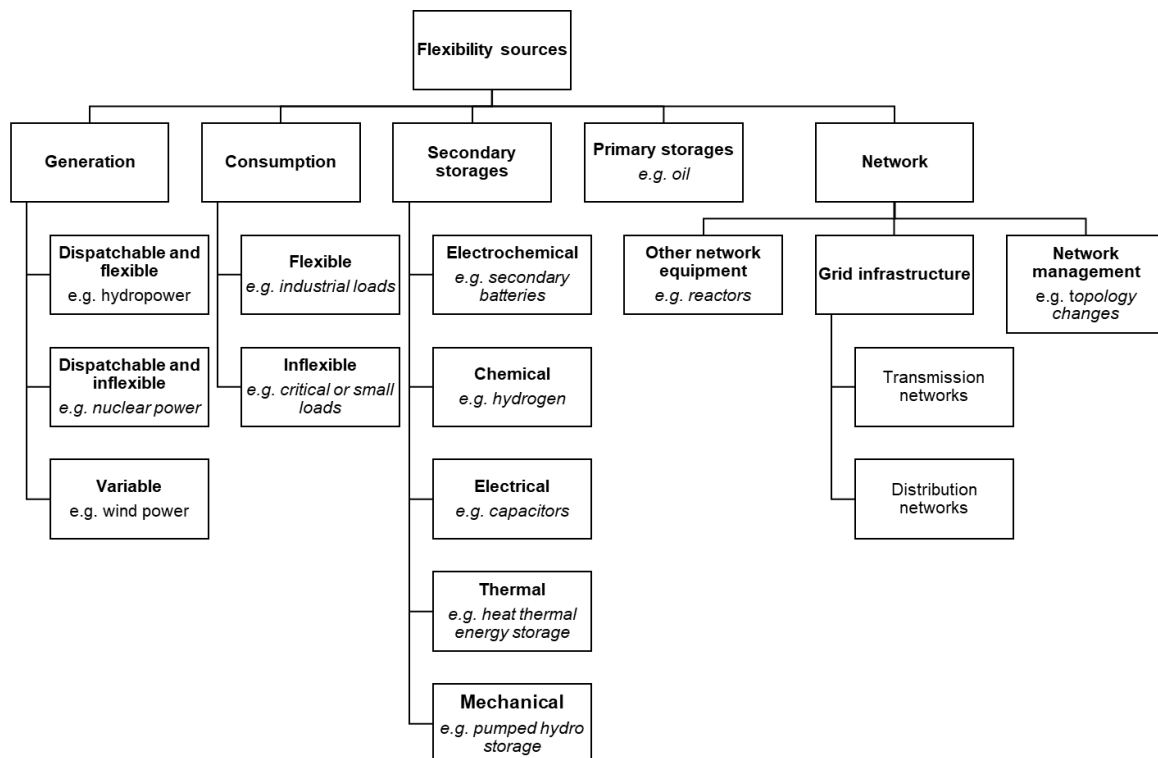 Flexibility sources
Generation
Consumption
Secondary
storages
Primary storages
e.g. oil
Network
Dispatchable and
flexible
e.g. hydropower
Dispatchable and
inflexible
e.g. nuclear power
Variable
e.g. wind power
Flexible
e.g. industrial loads
Inflexible
e.g. critical or small
loads
Electrochemical
e.g. secondary
batteries
Chemical
e.g. hydrogen
Electrical
e.g. capacitors
Thermal
e.g. heat thermal
energy storage
Mechanical
e.g. pumped hydro
storage
Other network
equipment
e.g. reactors
Grid infrastructure
Transmission
networks
Distribution
networks
Network
management
e.g. topology
changes